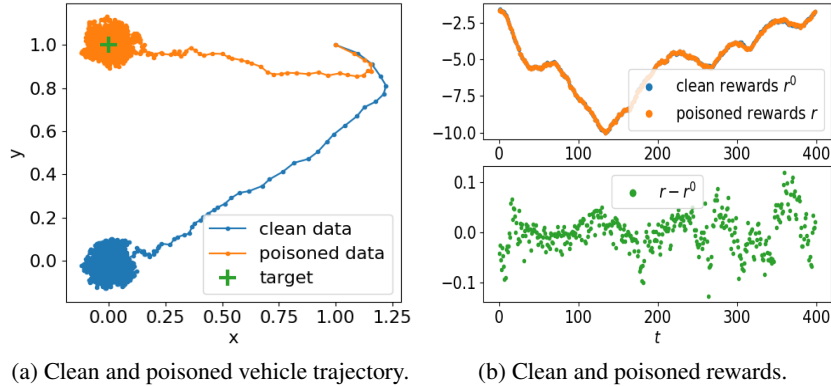 1.0
0.8
0.6
0.4
0.2
0.0
y
clean data
poisoned data
target
0.00 0.25 0.50 0.75 1.00 1.25
x
(a) Clean and poisoned vehicle trajectory.
−2.5
−5.0
−7.5
−10.0
clean rewards r⁰
poisoned rewards r
0 100 200 300 400
0.1
0.0
−0.1
r − r⁰
0 100 200 300 400
t
(b) Clean and poisoned rewards.